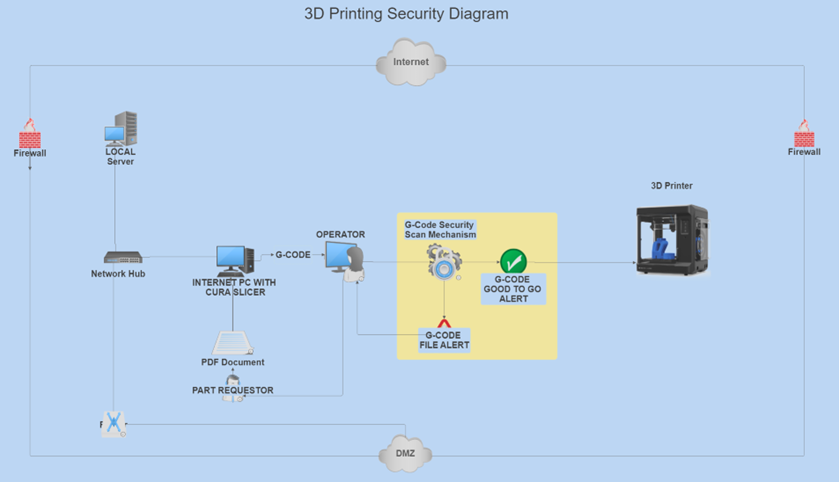 3D Printing Security Diagram
Internet
Firewall
LOCAL
Server
Firewall
3D Printer
G-Code Security
Scan Mechanism
OPERATOR
G-CODE
Network Hub
INTERNET PC WITH
CURA SLICER
G-CODE
GOOD TO GO
ALERT
G-CODE
FILE ALERT
PDF Document
PART REQUESTOR
DMZ